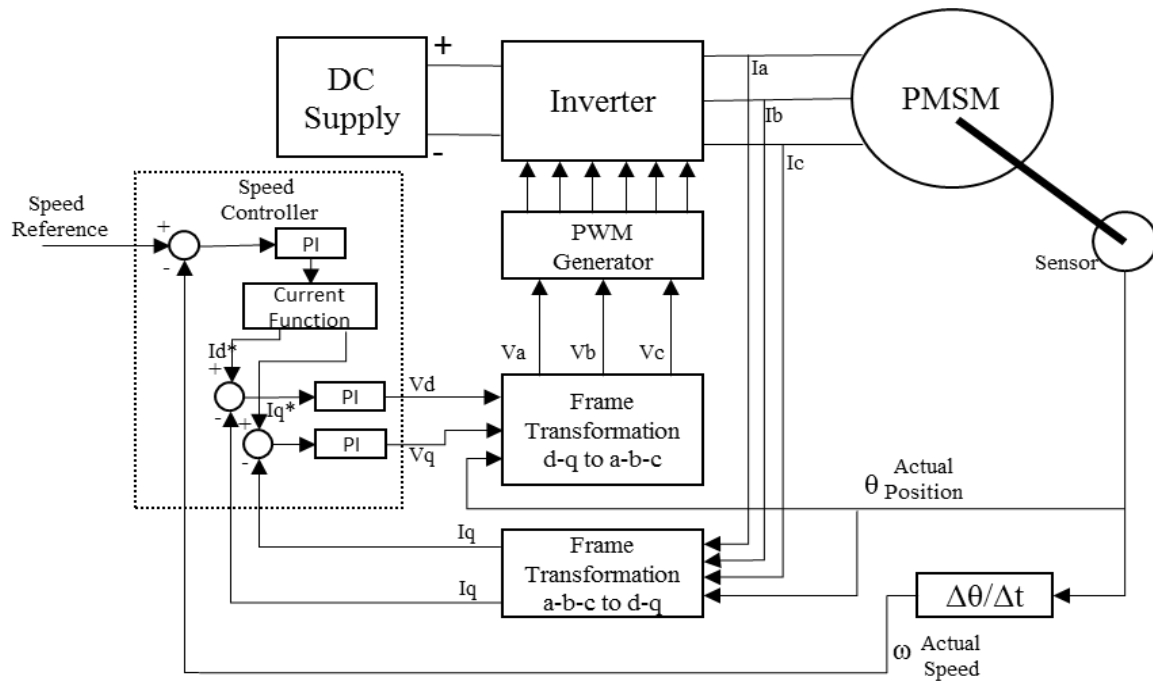 DC
Supply
+
-
Inverter
Ia
Ib
Ic
PMSM
Sensor
Speed
Reference
+
-
Speed
Controller
PI
Current
Function
PWM
Generator
Id*
+
-
PI
Vd
Iq*
+
-
PI
Vq
Va
Vb
Vc
Frame
Transformation
d-q to a-b-c
θ Actual
Position
Iq
Iq
Frame
Transformation
a-b-c to d-q
Δθ/Δt
ω Actual
Speed